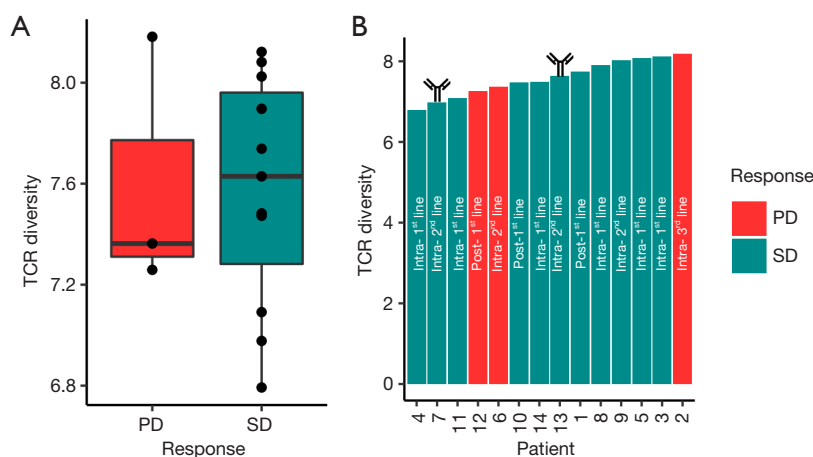 A
TCR diversity
8.0
7.6
7.2
6.8
PD
SD
Response
B
TCR diversity
8
6
4
2
0
Intra- 1st line
Intra- 2nd line
Intra- 1st line
Post- 1st line
Intra- 2nd line
Post- 1st line
Intra- 1st line
Intra- 2nd line
Post- 1st line
Intra- 2nd line
Intra- 2nd line
Intra- 1st line
Intra- 1st line
Intra- 3rd line
4
7
11
12
6
10
14
13
1
8
9
5
3
2
Patient
Response
PD
SD